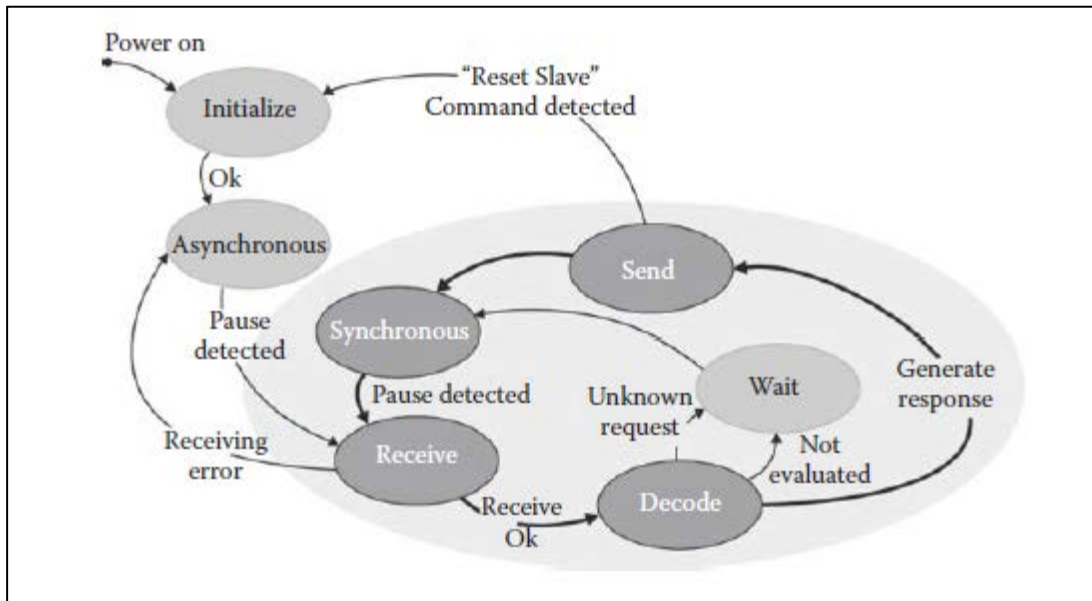 Power on
“Reset Slave”
Command detected
Initialize
Ok
Asynchronous
Send
Pause
detected
Synchronous
Generate
response
Wait
Unknown
request
Pause detected
Receiving
error
Receive
Not
evaluated
Receive
Ok
Decode